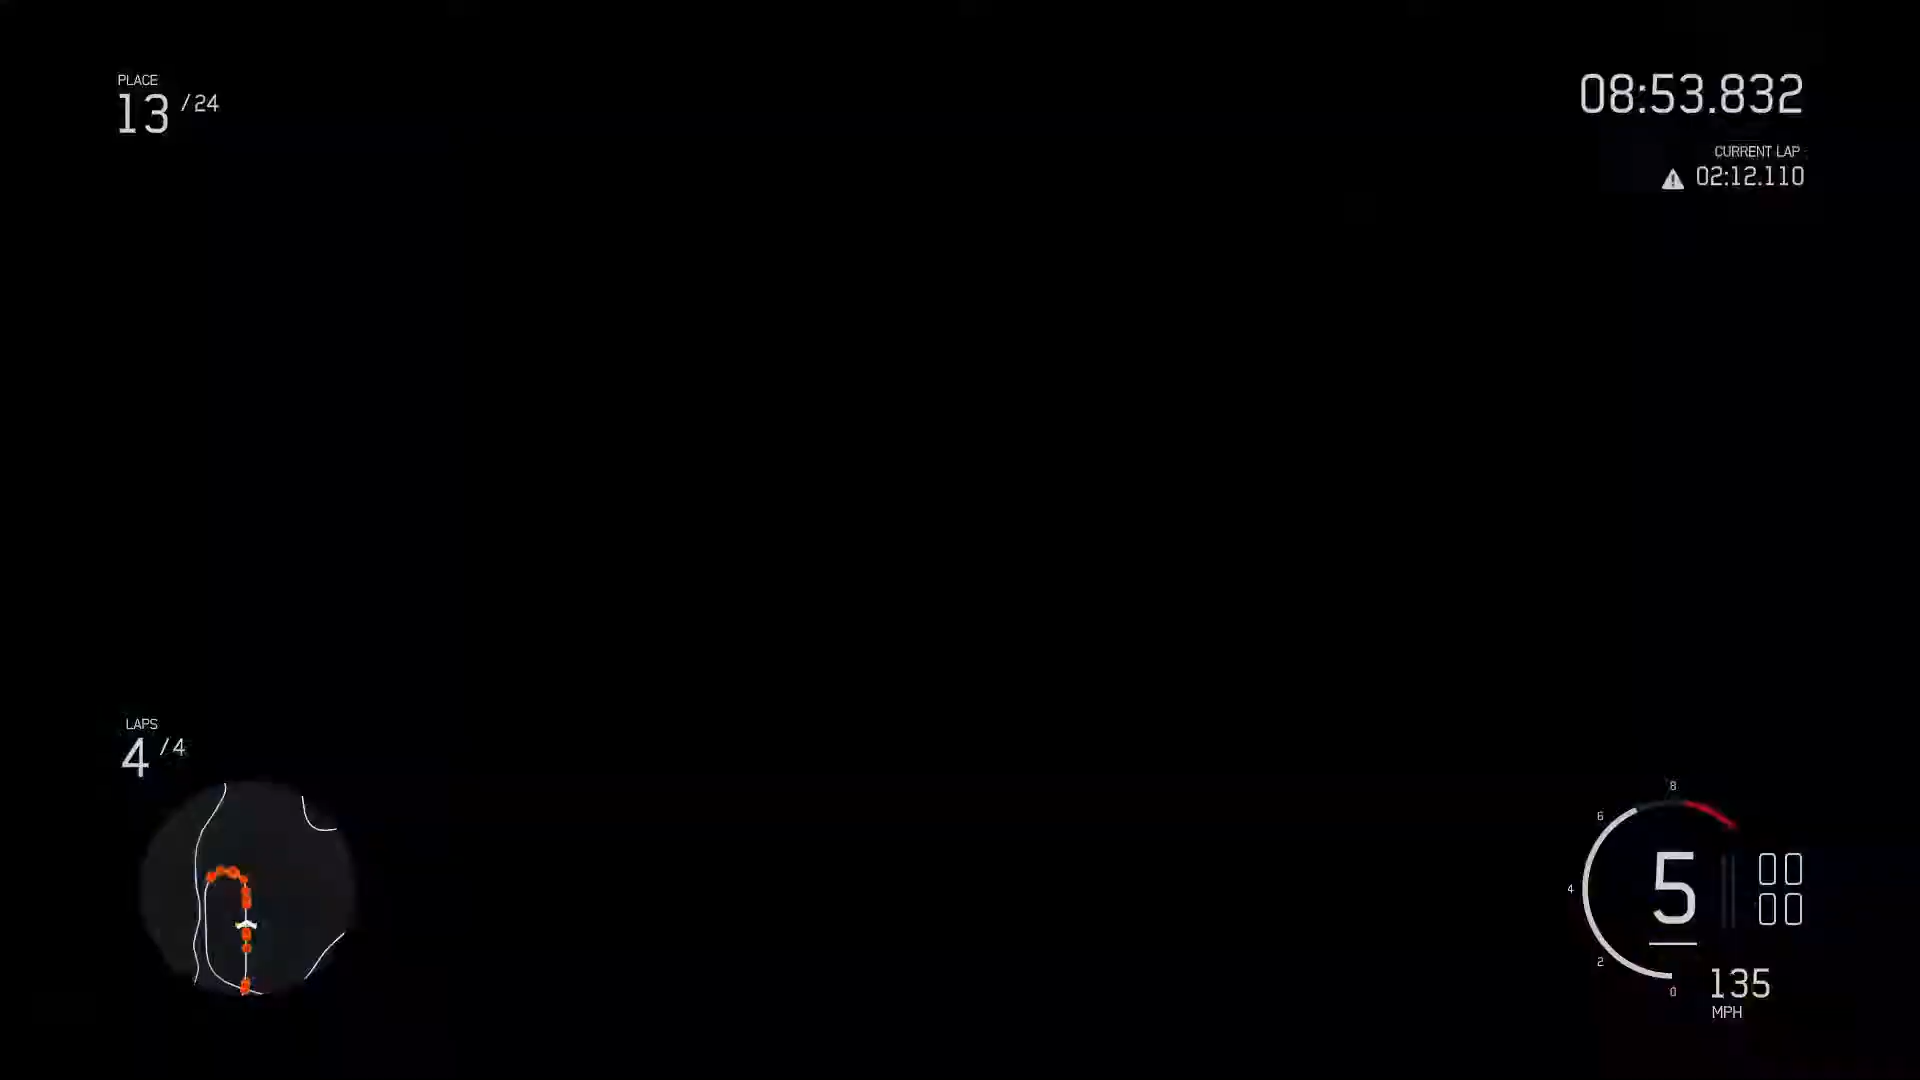 PLACE
13 / 24
08:53.832
CURRENT LAP
02:12.110
LAPS
4 / 4
8
6
4
2
0
5
135
MPH